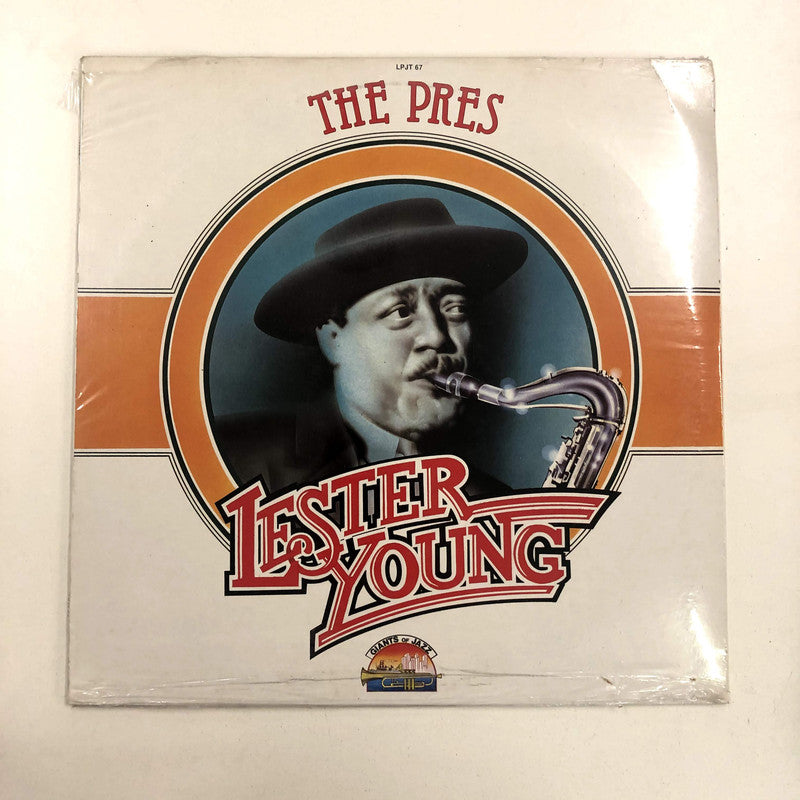 LPJT 67
THE PRES
LESTER
YOUNG
GIANTS OF JAZZ